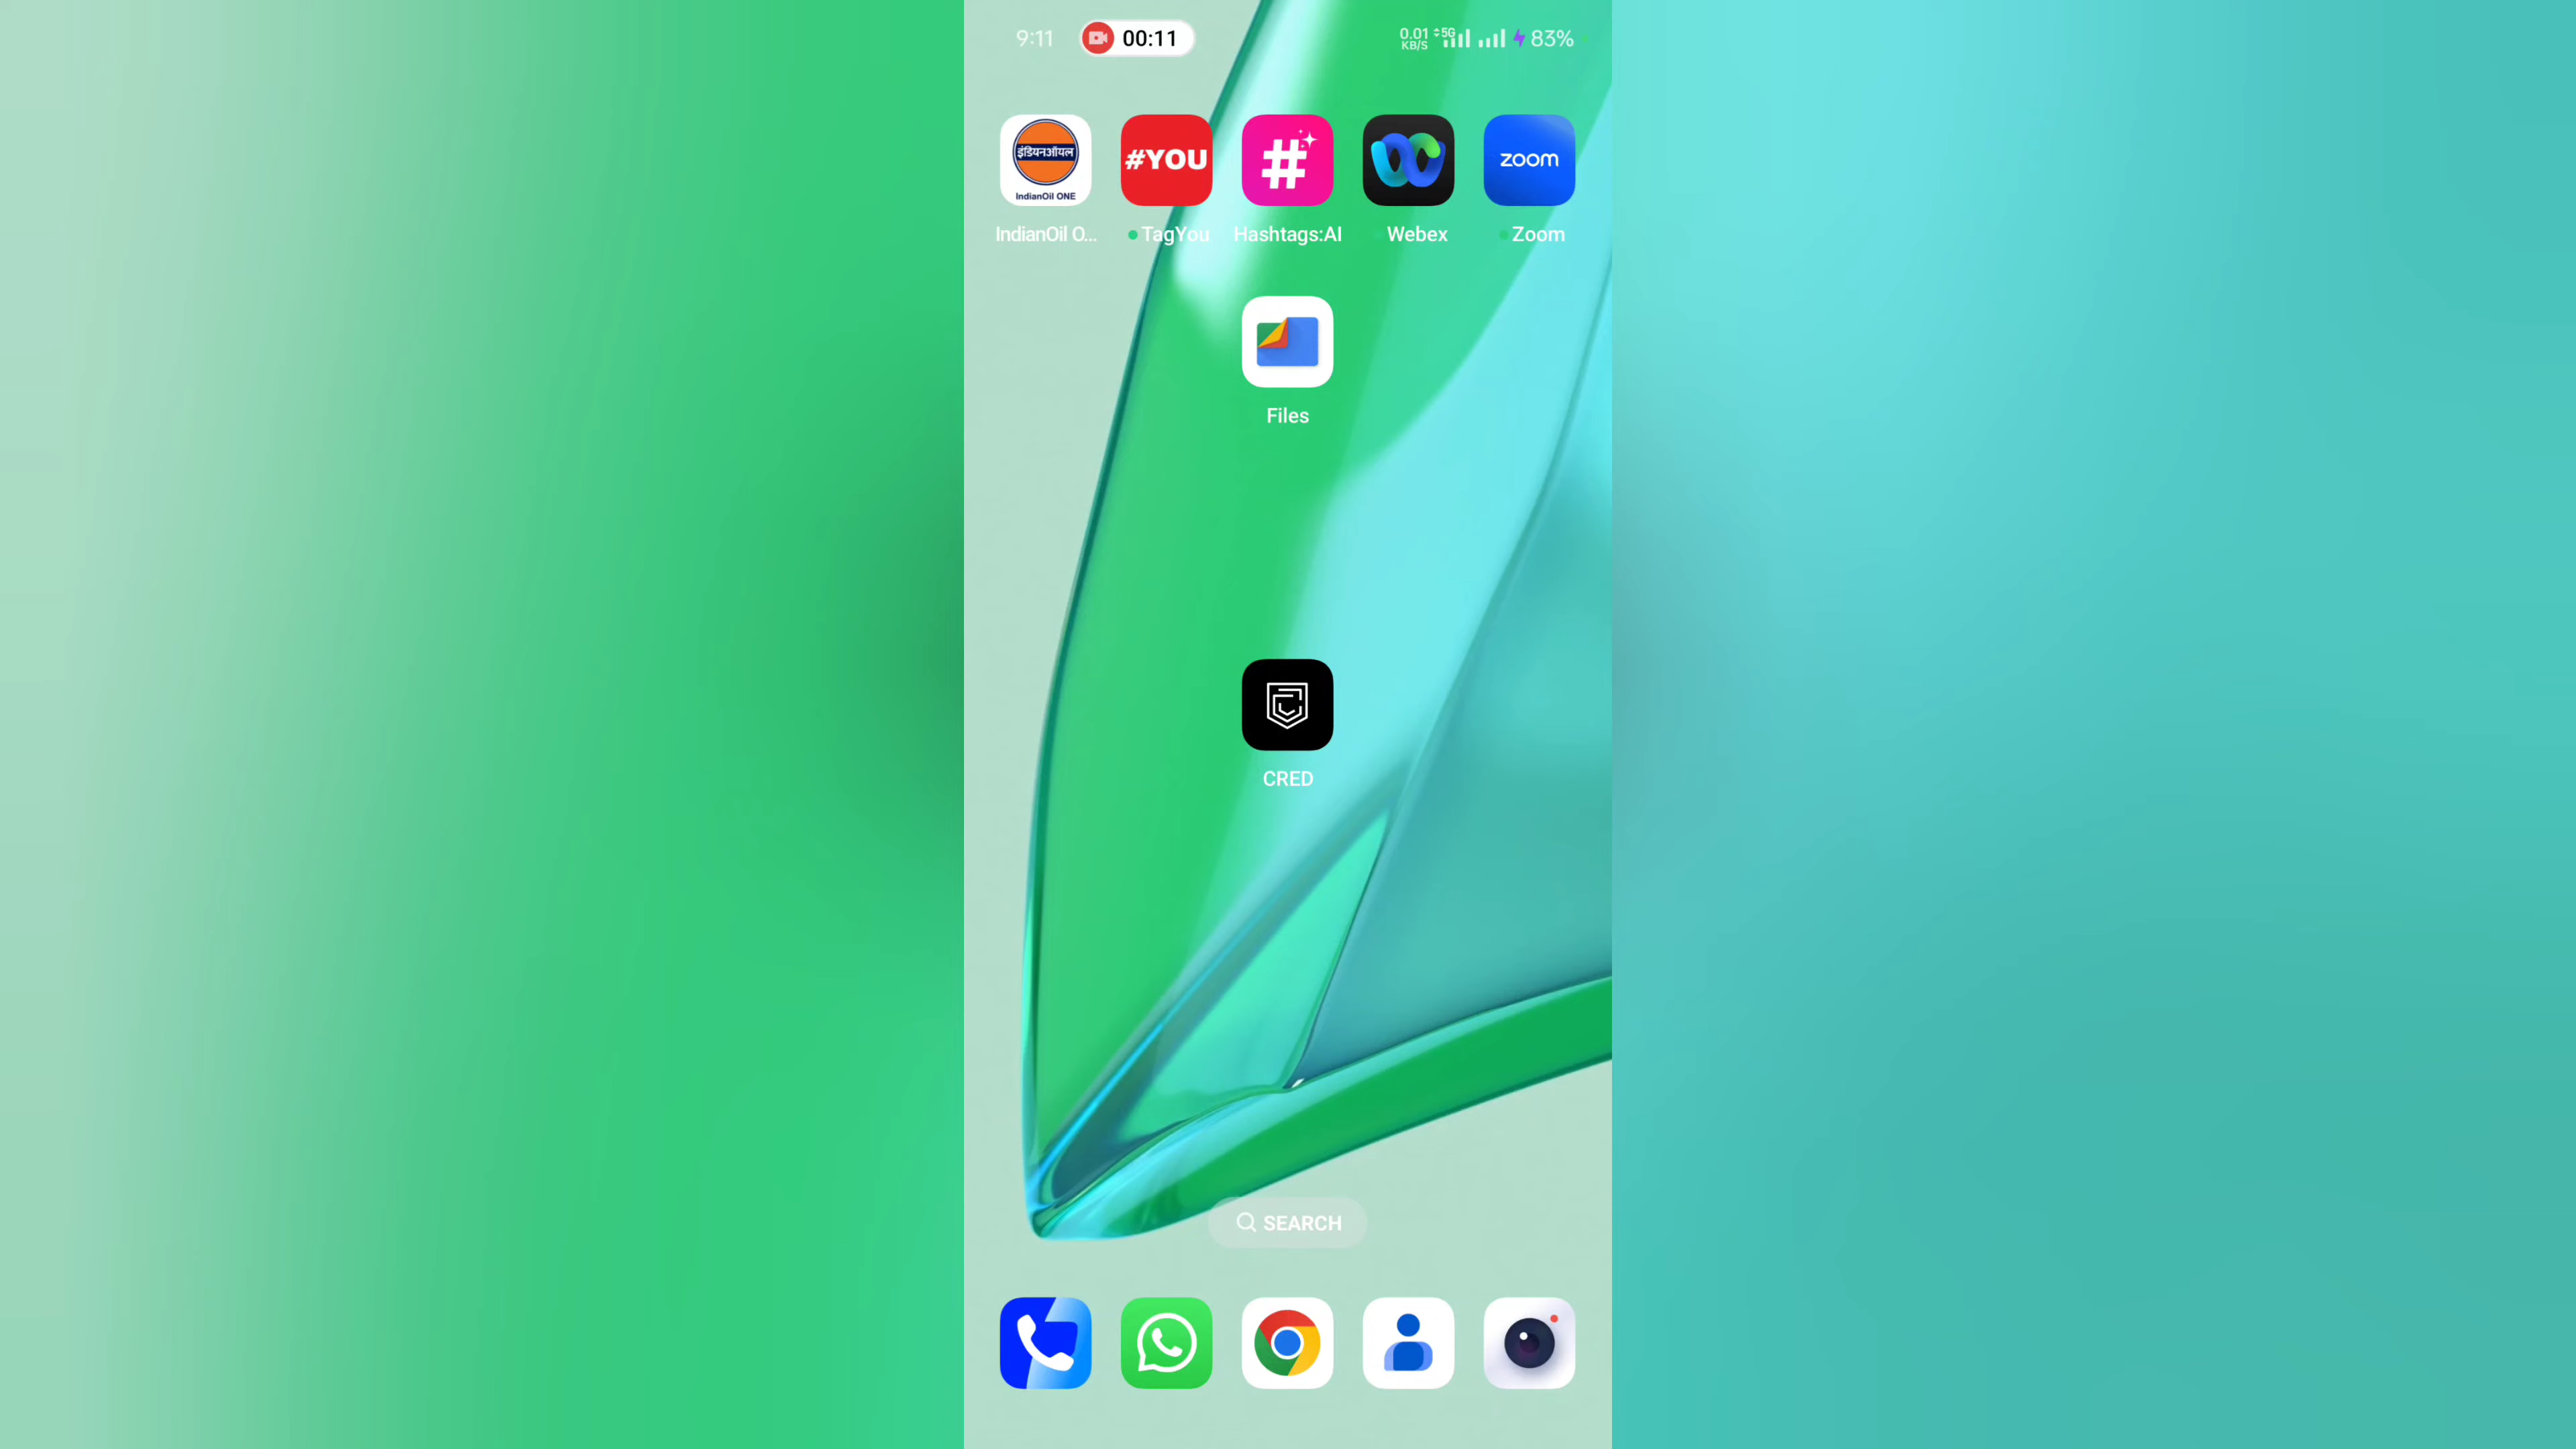 9:11 00:11 0.01 KB/S 5G 83%
इंडियनऑयल
IndianOil ONE
#YOU
#
zoom
IndianOil O... TagYou Hashtags:AI Webex Zoom
Files
CRED
SEARCH